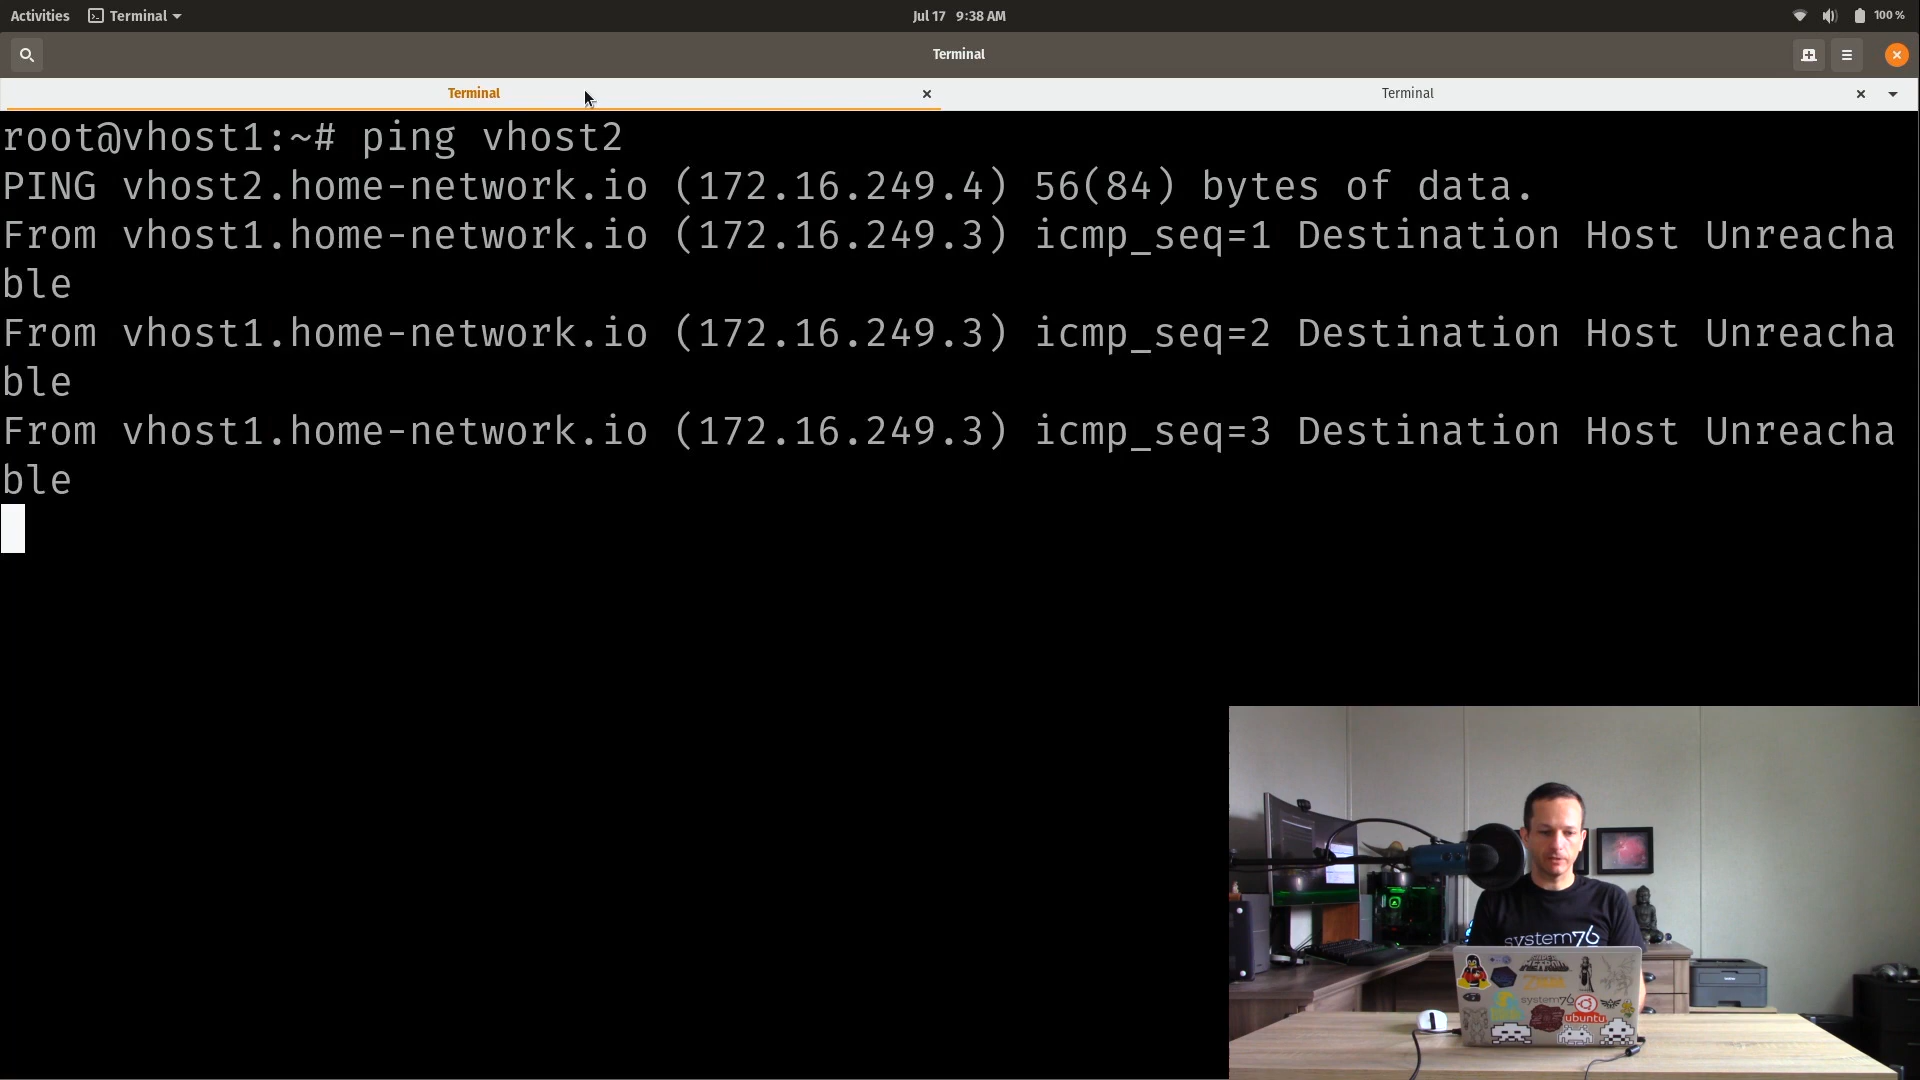 Activities Terminal Jul 17 9:38 AM 100 %
Terminal
Terminal Terminal
root@vhost1:~# ping vhost2
PING vhost2.home-network.io (172.16.249.4) 56(84) bytes of data.
From vhost1.home-network.io (172.16.249.3) icmp_seq=1 Destination Host Unreacha
ble
From vhost1.home-network.io (172.16.249.3) icmp_seq=2 Destination Host Unreacha
ble
From vhost1.home-network.io (172.16.249.3) icmp_seq=3 Destination Host Unreacha
ble
system76
system76
ubuntu